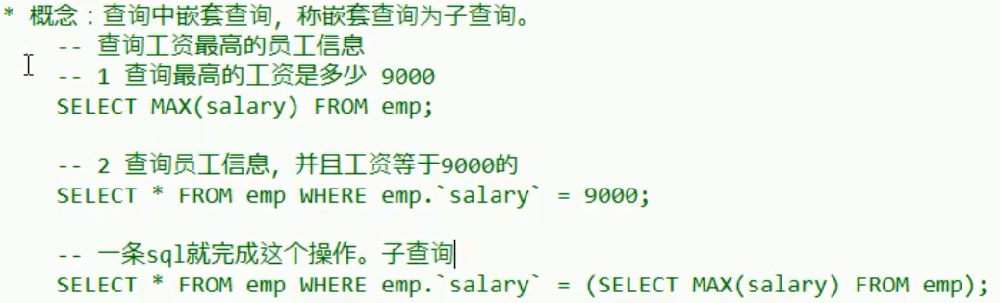 * 概念：查询中嵌套查询，称嵌套查询为子查询。
-- 查询工资最高的员工信息
-- 1 查询最高的工资是多少 9000
SELECT MAX(salary) FROM emp;
-- 2 查询员工信息，并且工资等于9000的
SELECT * FROM emp WHERE emp.`salary` = 9000;
-- 一条sql就完成这个操作。子查询
SELECT * FROM emp WHERE emp.`salary` = (SELECT MAX(salary) FROM emp);